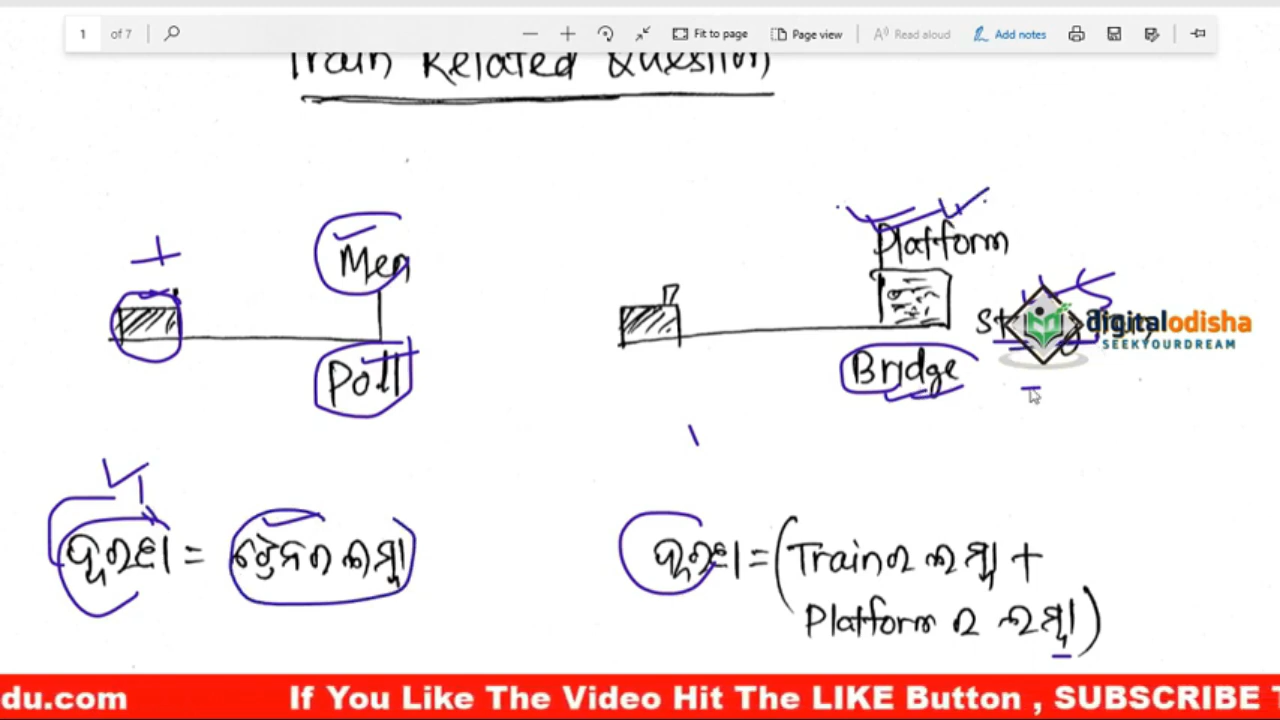 1 of 7 Fit to page Page view Read aloud Add notes
Train Related Question
Men
Platform
digitalodisha
SEEKYOURDREAM
Poll
Bridge
ଦୂରତା = ଟ୍ରେନର ଲମ୍ବା
ଦୂରତା = (Trainର ଲମ୍ବା +
Platform ର ଲମ୍ବା)
du.com If You Like The Video Hit The LIKE Button , SUBSCRIBE